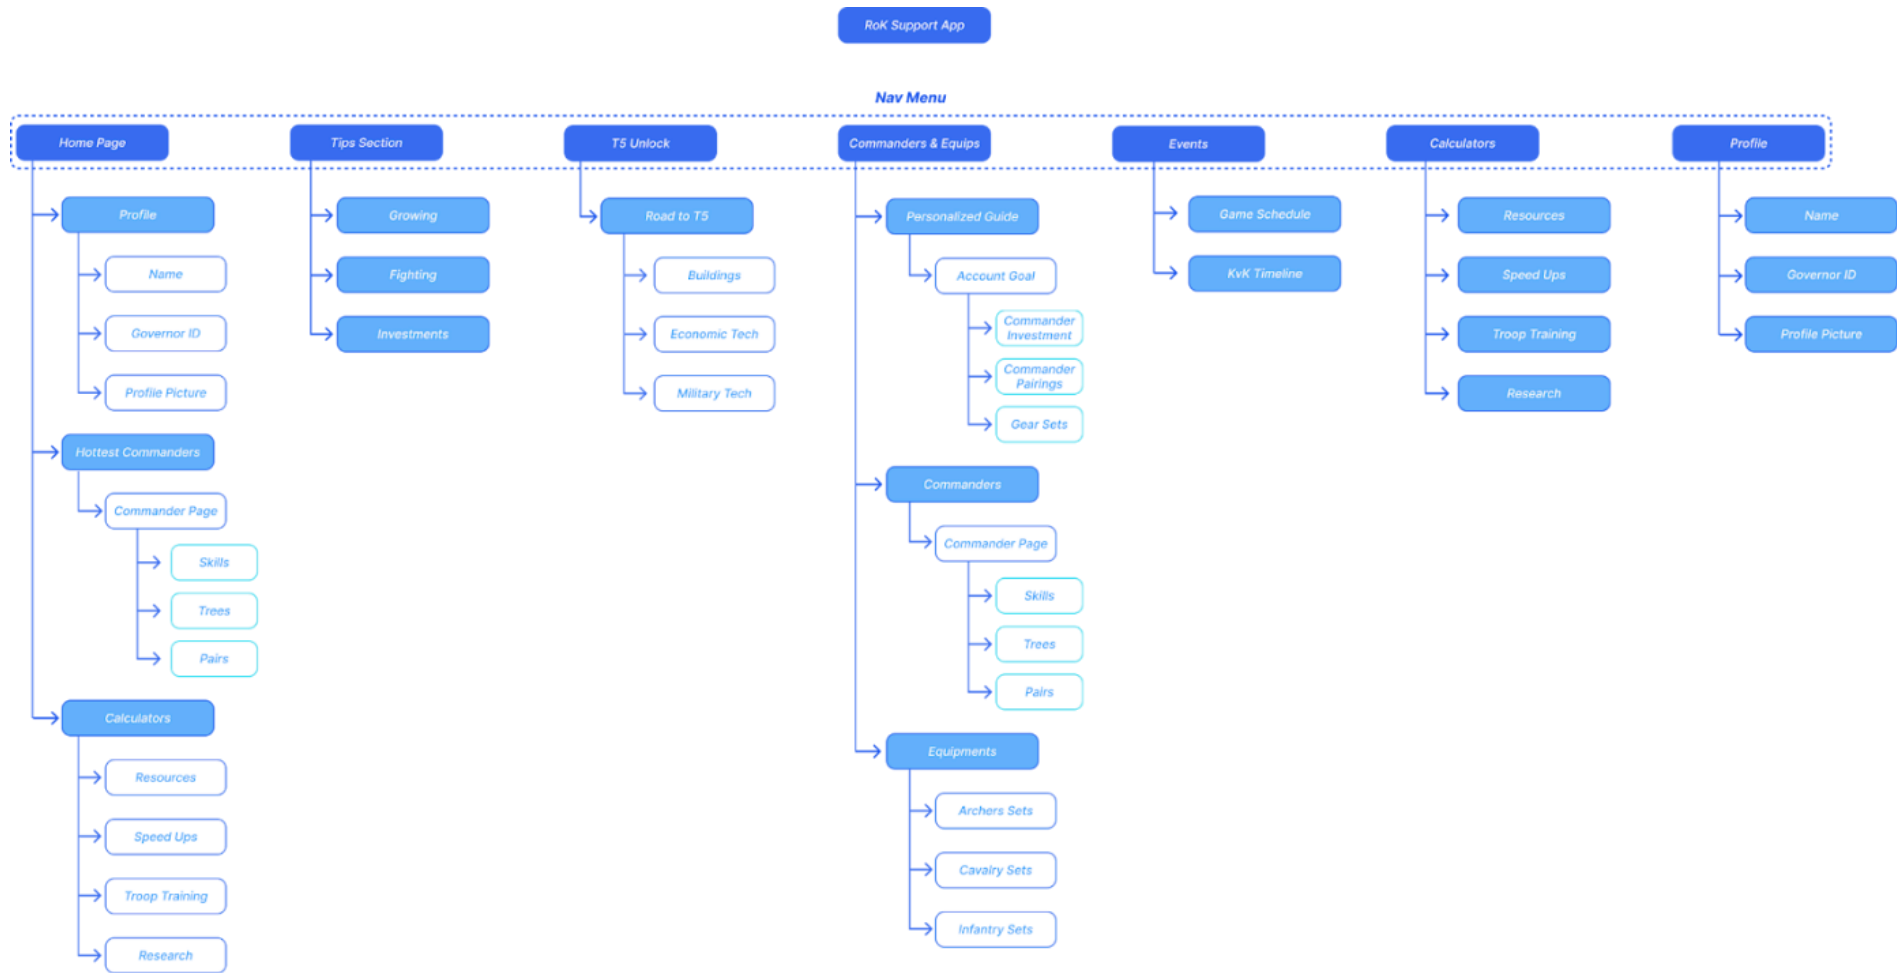 RoK Support App
Nav Menu
Home Page
Tips Section
T5 Unlock
Commanders & Equips
Events
Calculators
Profile
Profile
Name
Governor ID
Profile Picture
Hottest Commanders
Commander Page
Skills
Trees
Pairs
Calculators
Resources
Speed Ups
Troop Training
Research
Growing
Fighting
Investments
Road to T5
Buildings
Economic Tech
Military Tech
Personalized Guide
Account Goal
Commander
Investment
Commander
Pairings
Gear Sets
Commanders
Commander Page
Skills
Trees
Pairs
Equipments
Archers Sets
Cavalry Sets
Infantry Sets
Game Schedule
KvK Timeline
Resources
Speed Ups
Troop Training
Research
Name
Governor ID
Profile Picture